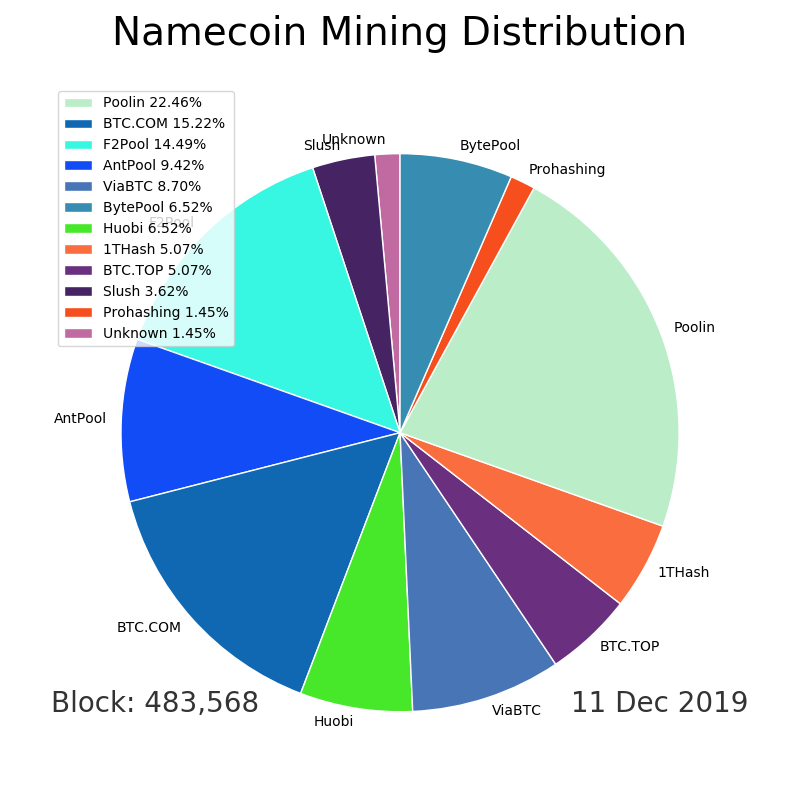 Namecoin Mining Distribution
Poolin 22.46%
BTC.COM 15.22%
F2Pool 14.49%
AntPool 9.42%
ViaBTC 8.70%
BytePool 6.52%
Huobi 6.52%
1THash 5.07%
BTC.TOP 5.07%
Slush 3.62%
Prohashing 1.45%
Unknown 1.45%
Unknown
Slush
BytePool
Prohashing
F2Pool
Poolin
AntPool
1THash
BTC.COM
BTC.TOP
Huobi
ViaBTC
Block: 483,568
11 Dec 2019